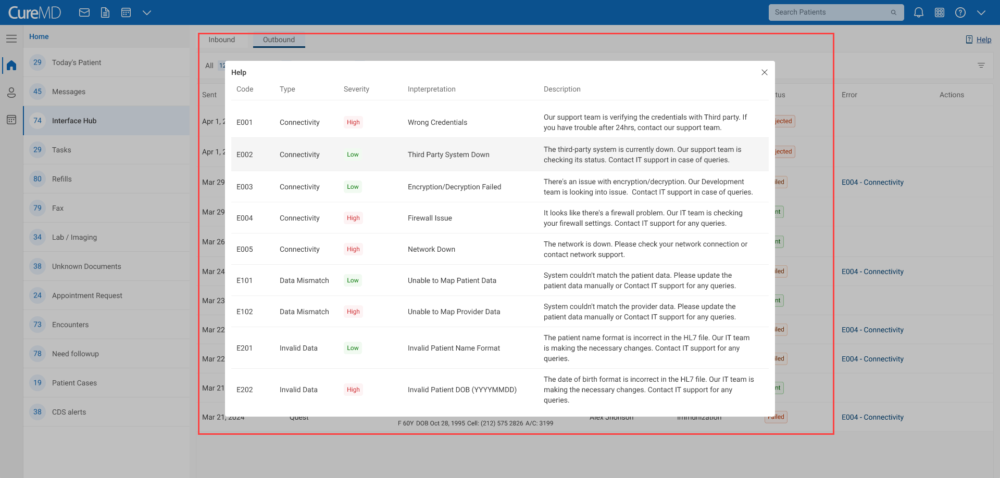 CureMD
Search Patients
Home
Inbound
Outbound
Help
29 Today's Patient
45 Messages
74 Interface Hub
29 Tasks
80 Refills
79 Fax
34 Lab / Imaging
38 Unknown Documents
24 Appointment Request
73 Encounters
78 Need followup
19 Patient Cases
38 CDS alerts
All 12
Sent
Error Actions
Apr 1, 2
Apr 1, 2
Mar 29
E004 - Connectivity
Mar 29
Mar 26
Mar 24
E004 - Connectivity
Mar 23
Mar 22
E004 - Connectivity
Mar 22
E004 - Connectivity
Mar 21
Mar 21, 2024 Quest Alex Jhonson Immunization Failed E004 - Connectivity
F 60Y DOB Oct 28, 1995 Cell: (212) 575 2826 A/C: 3199
Help
Code Type Severity Inpterpretation Description
E001 Connectivity High Wrong Credentials
Our support team is verifying the credentials with Third party. If
you have trouble after 24hrs, contact our support team.
E002 Connectivity Low Third Party System Down
The third-party system is currently down. Our support team is
checking its status. Contact IT support in case of queries.
E003 Connectivity Low Encryption/Decryption Failed
There's an issue with encryption/decryption. Our Development
team is looking into issue.  Contact IT support in case of queries.
E004 Connectivity High Firewall Issue
It looks like there's a firewall problem. Our IT team is checking
your firewall settings. Contact IT support for any queries.
E005 Connectivity High Network Down
The network is down. Please check your network connection or
contact network support.
E101 Data Mismatch Low Unable to Map Patient Data
System couldn't match the patient data. Please update the
patient data manually or Contact IT support for any queries.
E102 Data Mismatch High Unable to Map Provider Data
System couldn't match the provider data. Please update the
patient data manually or Contact IT support for any queries.
E201 Invalid Data Low Invalid Patient Name Format
The patient name format is incorrect in the HL7 file. Our IT team
is making the necessary changes. Contact IT support for any
queries.
E202 Invalid Data High Invalid Patient DOB (YYYYMMDD)
The date of birth format is incorrect in the HL7 file. Our IT team is
making the necessary changes. Contact IT support for any
queries.